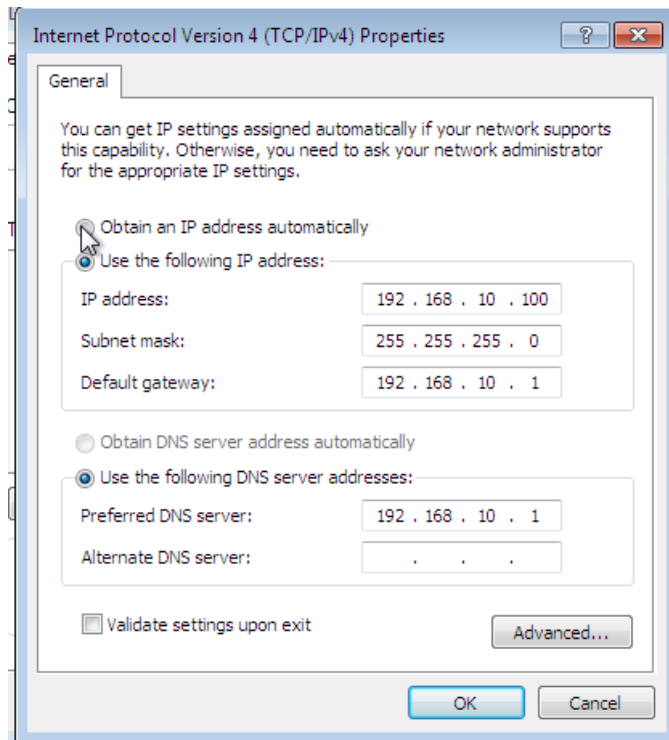 Internet Protocol Version 4 (TCP/IPv4) Properties
General
You can get IP settings assigned automatically if your network supports
this capability. Otherwise, you need to ask your network administrator
for the appropriate IP settings.
Obtain an IP address automatically
Use the following IP address:
IP address: 192 . 168 . 10 . 100
Subnet mask: 255 . 255 . 255 . 0
Default gateway: 192 . 168 . 10 . 1
Obtain DNS server address automatically
Use the following DNS server addresses:
Preferred DNS server: 192 . 168 . 10 . 1
Alternate DNS server: . . .
Validate settings upon exit
Advanced...
OK Cancel